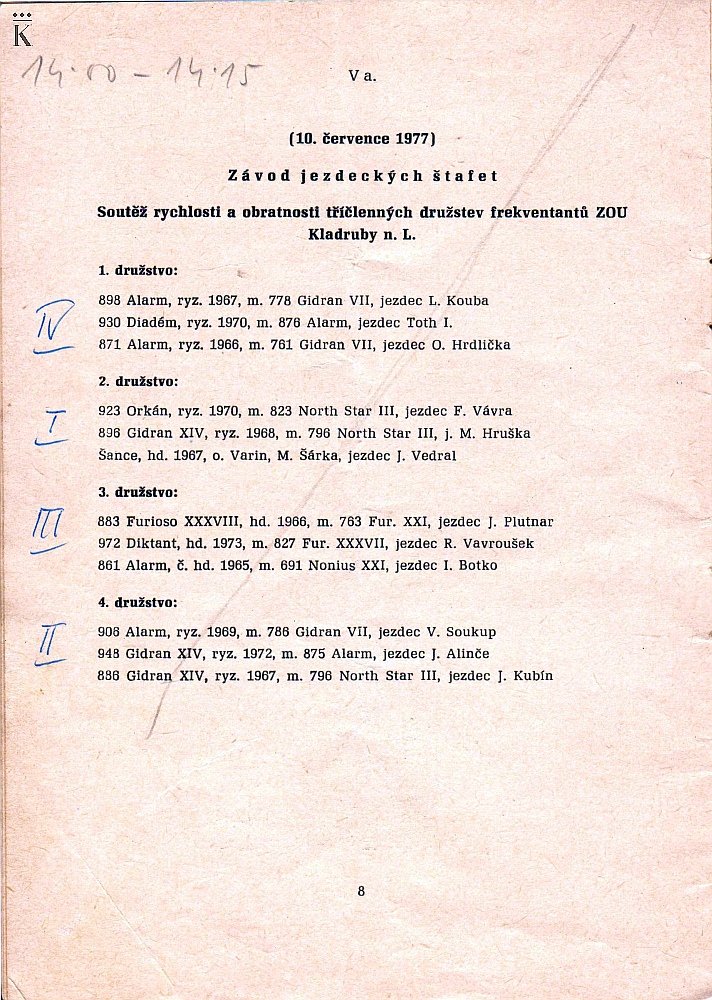 K
14.00 - 14.15
V a.
(10. července 1977)
Závod jezdeckých štafet
Soutěž rychlosti a obratnosti tříčlenných družstev frekventantů ZOU
Kladruby n. L.
1. družstvo:
898 Alarm, ryz. 1967, m. 778 Gidran VII, jezdec L. Kouba
IV 930 Diadém, ryz. 1970, m. 876 Alarm, jezdec Toth I.
871 Alarm, ryz. 1966, m. 761 Gidran VII, jezdec O. Hrdlička
2. družstvo:
923 Orkán, ryz. 1970, m. 823 North Star III, jezdec F. Vávra
I 896 Gidran XIV, ryz. 1968, m. 796 North Star III, j. M. Hruška
Šance, hd. 1967, o. Varin, M. Šárka, jezdec J. Vedral
3. družstvo:
III 883 Furioso XXXVIII, hd. 1966, m. 763 Fur. XXI, jezdec J. Plutnar
972 Diktant, hd. 1973, m. 827 Fur. XXXVII, jezdec R. Vavroušek
861 Alarm, č. hd. 1965, m. 691 Nonius XXI, jezdec I. Botko
4. družstvo:
II 906 Alarm, ryz. 1969, m. 786 Gidran VII, jezdec V. Soukup
948 Gidran XIV, ryz. 1972, m. 875 Alarm, jezdec J. Alinče
886 Gidran XIV, ryz. 1967, m. 796 North Star III, jezdec J. Kubín
8